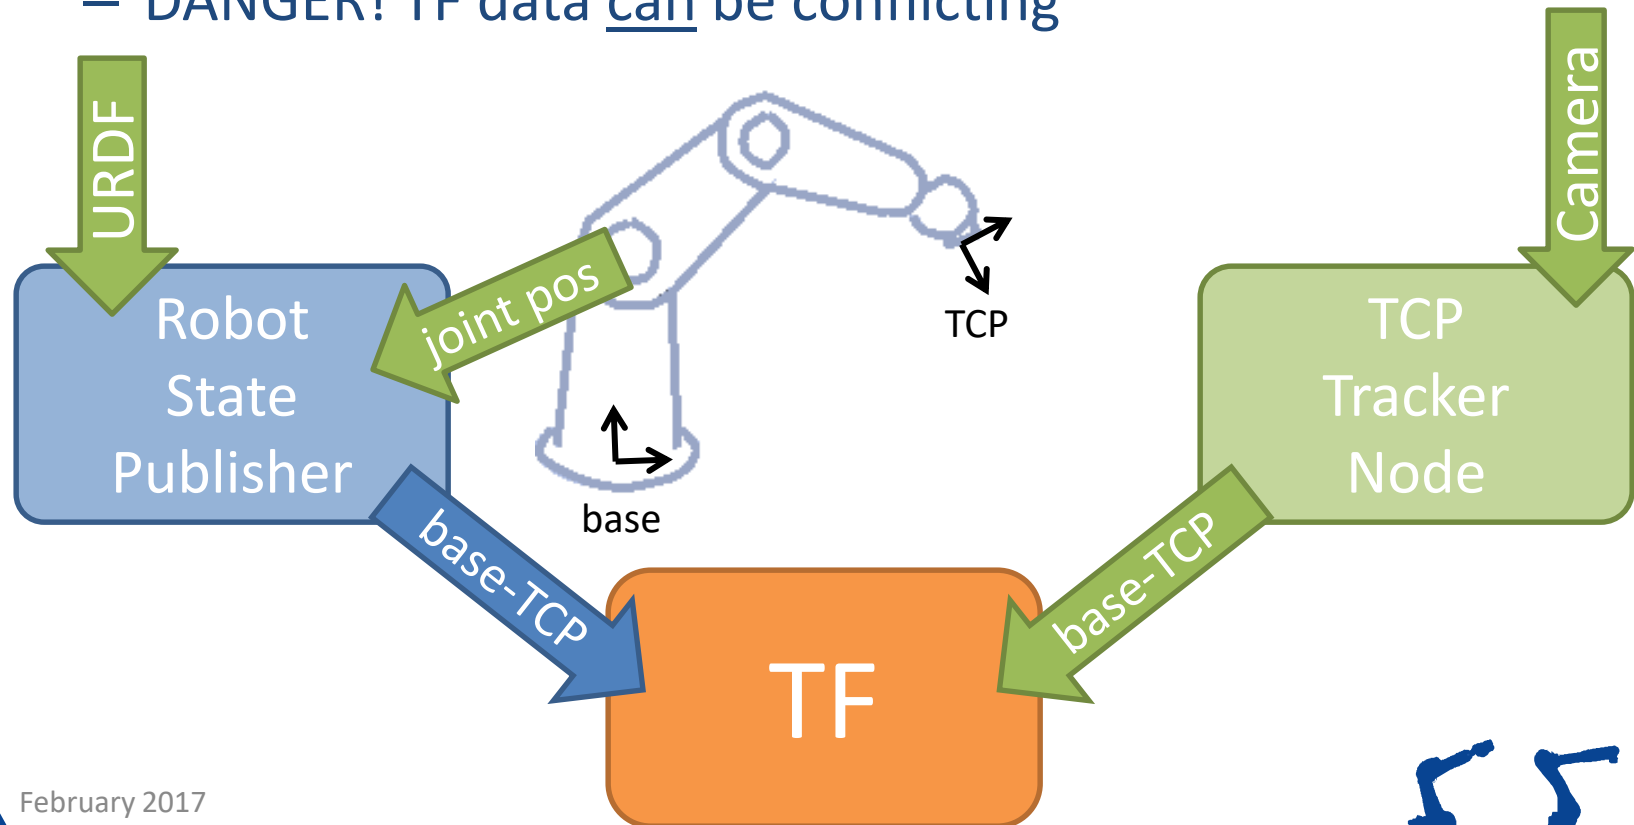 – DANGER! TF data can be conflicting
URDF
Camera
joint pos
Robot
State
Publisher
TCP
base
TCP
Tracker
Node
base-TCP
base-TCP
TF
February 2017